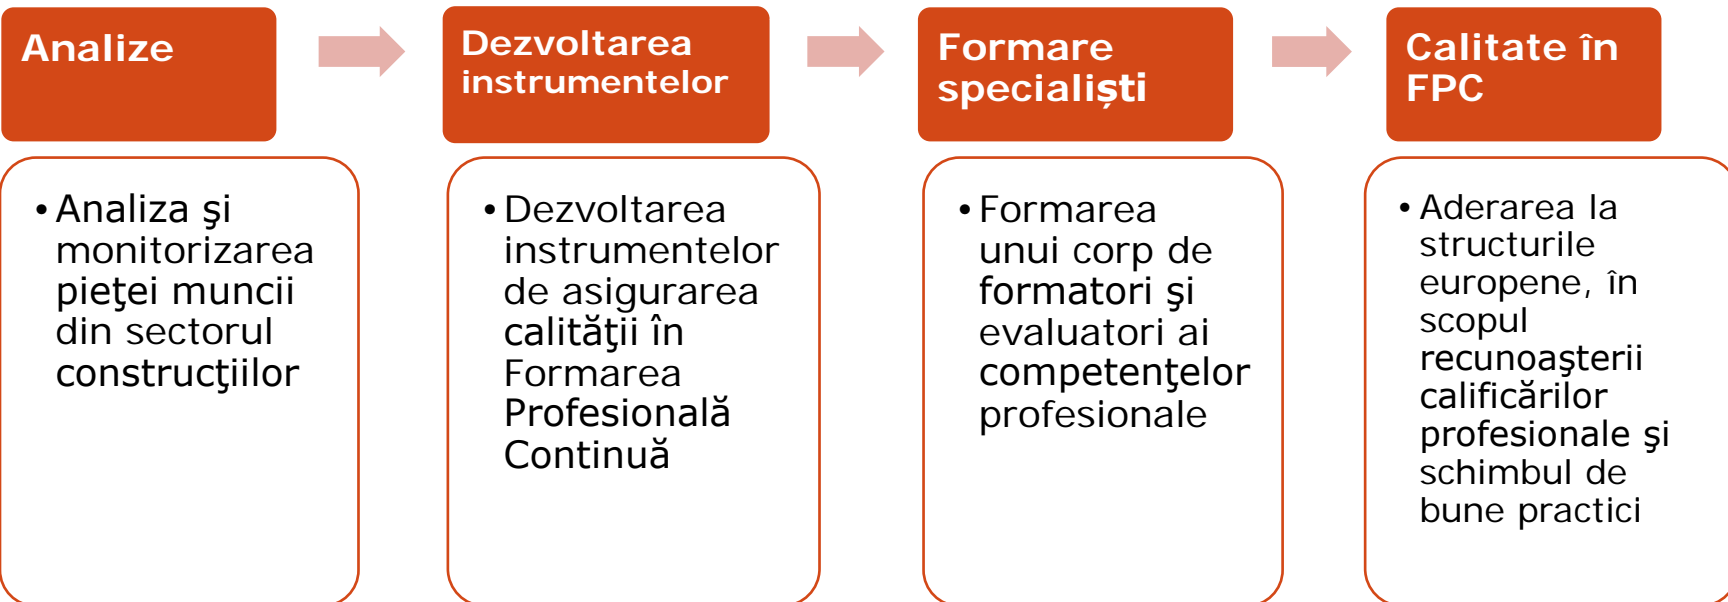 Analize
• Analiza şi
monitorizarea
pieţei muncii
din sectorul
construcţiilor
Dezvoltarea
instrumentelor
• Dezvoltarea
instrumentelor
de asigurarea
calităţii în
Formarea
Profesională
Continuă
Formare
specialiști
• Formarea
unui corp de
formatori şi
evaluatori ai
competenţelor
profesionale
Calitate în
FPC
• Aderarea la
structurile
europene, în
scopul
recunoaşterii
calificărilor
profesionale şi
schimbul de
bune practici